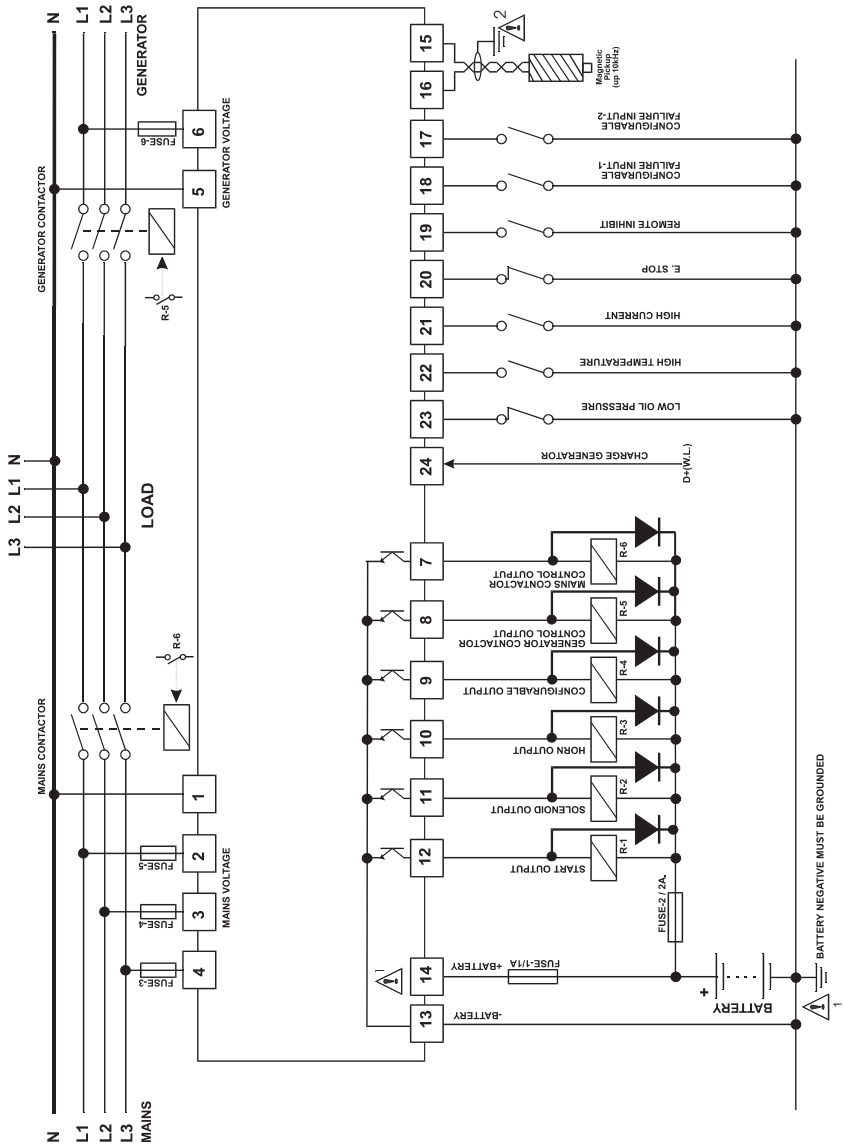 L3 L2 L1 N
N
N
MAINS CONTACTOR
GENERATOR CONTACTOR
L1
L1
L2
L2
L3
L3
MAINS
LOAD
GENERATOR
FUSE-3
FUSE-4
FUSE-5
FUSE-6
R-6
R-5
4
3
2
1
5
6
MAINS VOLTAGE
GENERATOR VOLTAGE
1
13
14
12
11
10
9
8
7
24
23
22
21
20
19
18
17
16
15
-BATTERY
+BATTERY
START OUTPUT
SOLENOID OUTPUT
HORN OUTPUT
CONFIGURABLE OUTPUT
GENERATOR CONTACTOR
CONTROL OUTPUT
MAINS CONTACTOR
CONTROL OUTPUT
CHARGE GENERATOR
LOW OIL PRESSURE
HIGH TEMPERATURE
HIGH CURRENT
E. STOP
REMOTE INHIBIT
CONFIGURABLE
FAILURE INPUT-1
CONFIGURABLE
FAILURE INPUT-2
2
Magnetic
Pickup
(up 10kHz)
FUSE-1/1A
FUSE-2 / 2A.
R-1
R-2
R-3
R-4
R-5
R-6
D+(W.L.)
+
BATTERY
1
BATTERY NEGATIVE MUST BE GROUNDED